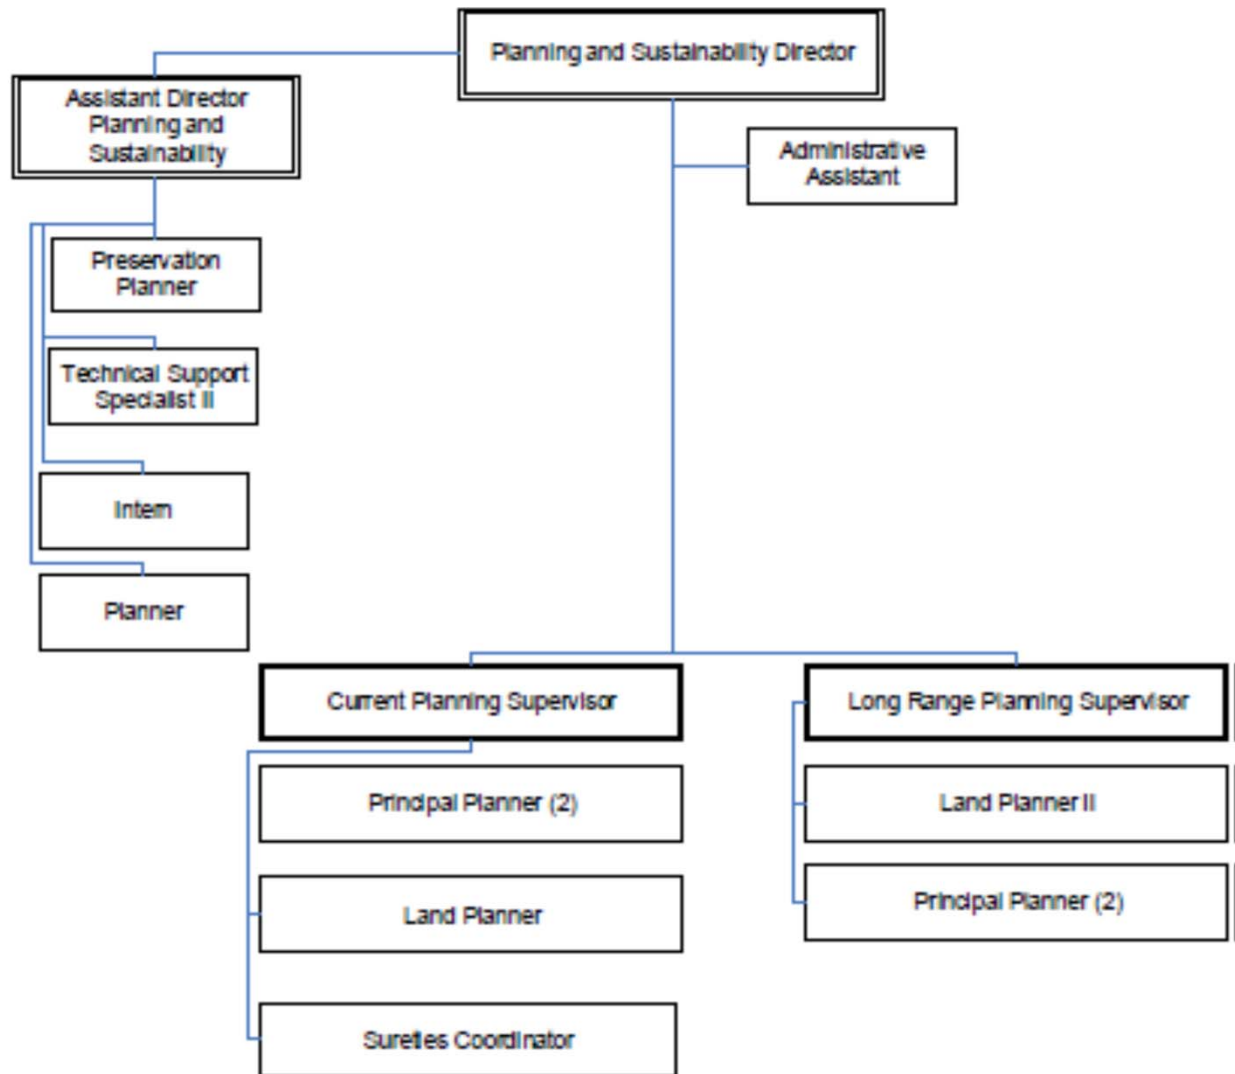 Planning and Sustainability Director
Assistant Director
Planning and
Sustainability
Administrative
Assistant
Preservation
Planner
Technical Support
Specialist II
Intern
Planner
Current Planning Supervisor
Long Range Planning Supervisor
Principal Planner (2)
Land Planner II
Land Planner
Principal Planner (2)
Sureties Coordinator